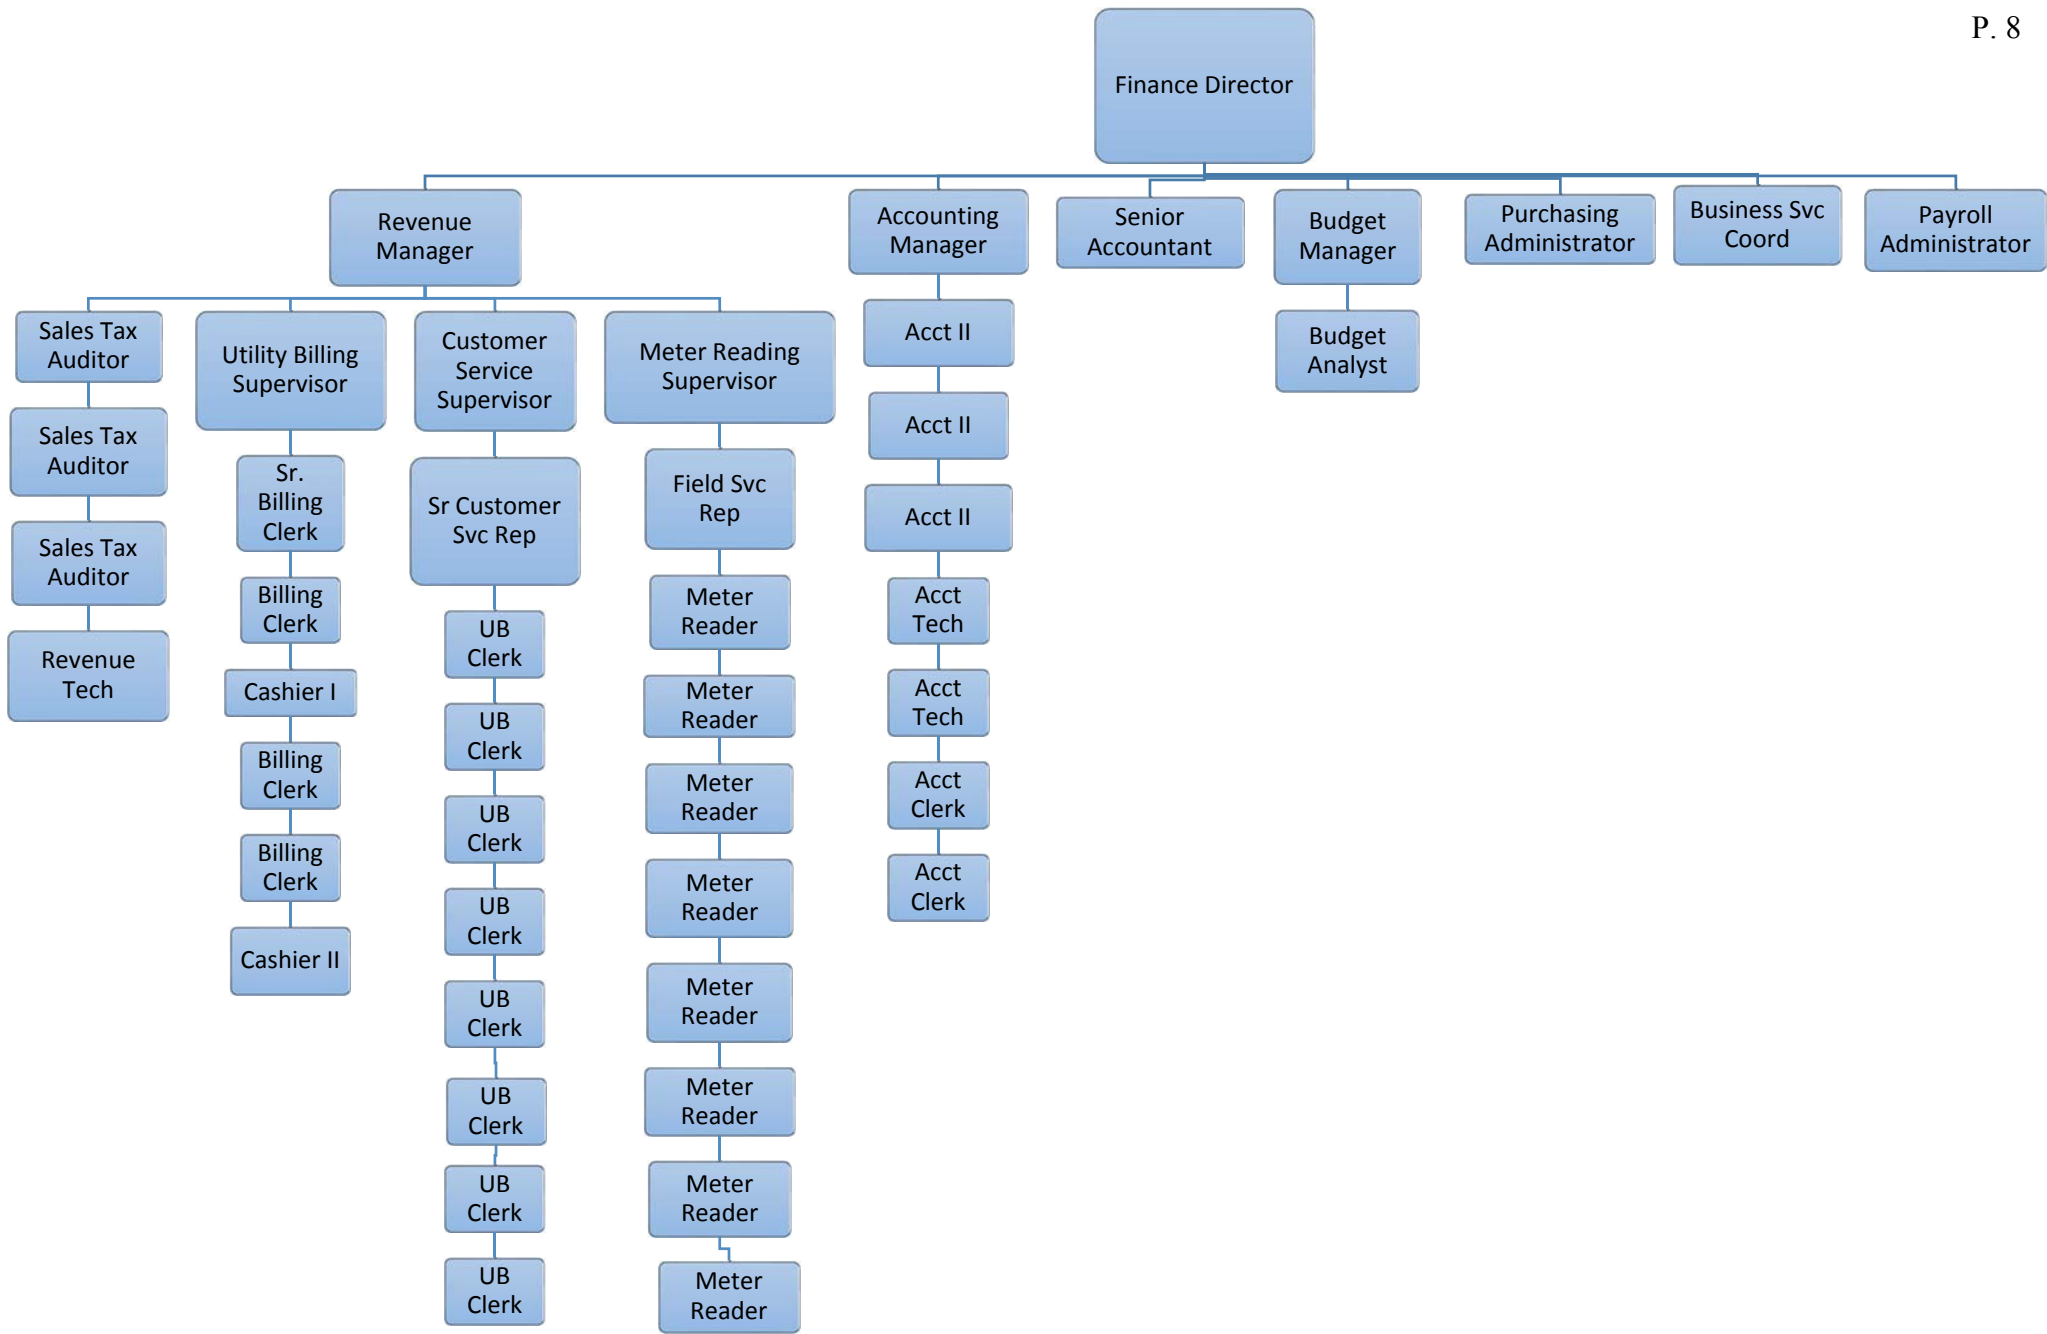 P. 8
Finance Director
Revenue
Manager
Accounting
Manager
Senior
Accountant
Budget
Manager
Purchasing
Administrator
Business Svc
Coord
Payroll
Administrator
Sales Tax
Auditor
Sales Tax
Auditor
Sales Tax
Auditor
Revenue
Tech
Utility Billing
Supervisor
Sr.
Billing
Clerk
Billing
Clerk
Cashier I
Billing
Clerk
Billing
Clerk
Cashier II
Customer
Service
Supervisor
Sr Customer
Svc Rep
UB
Clerk
UB
Clerk
UB
Clerk
UB
Clerk
UB
Clerk
UB
Clerk
UB
Clerk
UB
Clerk
Meter Reading
Supervisor
Field Svc
Rep
Meter
Reader
Meter
Reader
Meter
Reader
Meter
Reader
Meter
Reader
Meter
Reader
Meter
Reader
Meter
Reader
Acct II
Acct II
Acct II
Acct
Tech
Acct
Tech
Acct
Clerk
Acct
Clerk
Budget
Analyst